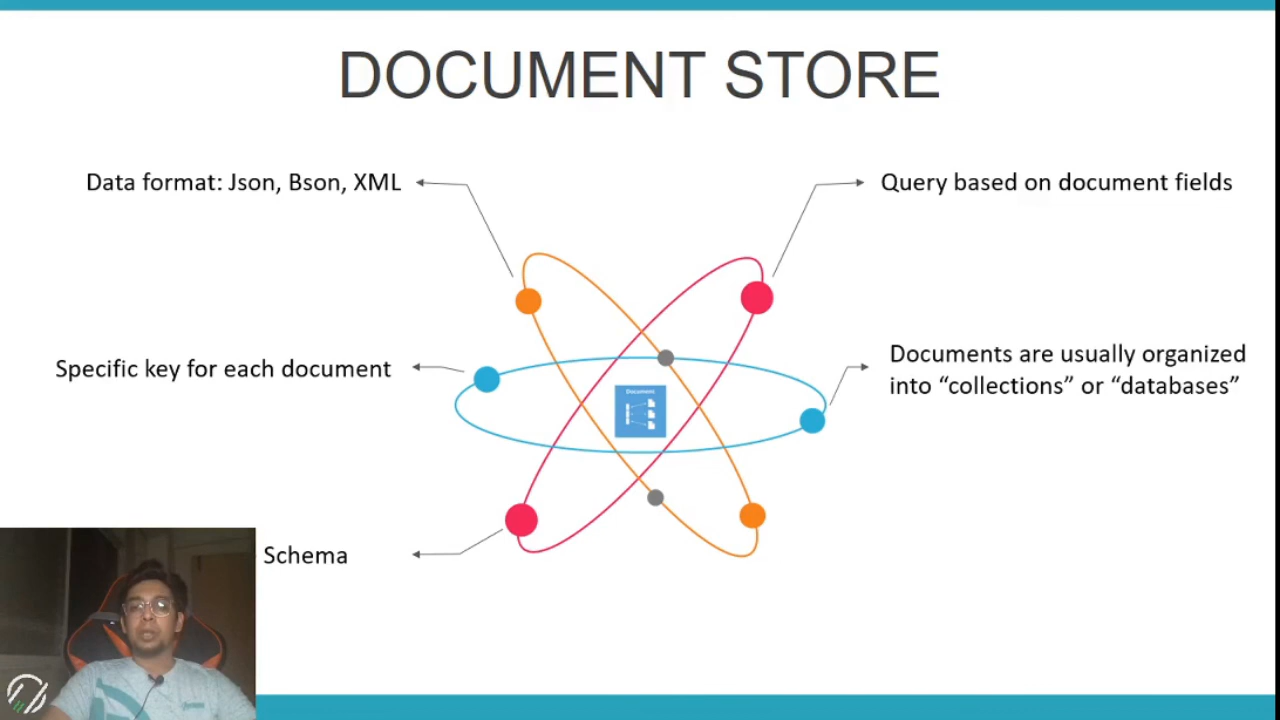 DOCUMENT STORE
Data format: Json, Bson, XML
Query based on document fields
Specific key for each document
Documents are usually organized
into “collections” or “databases”
Document
Schema